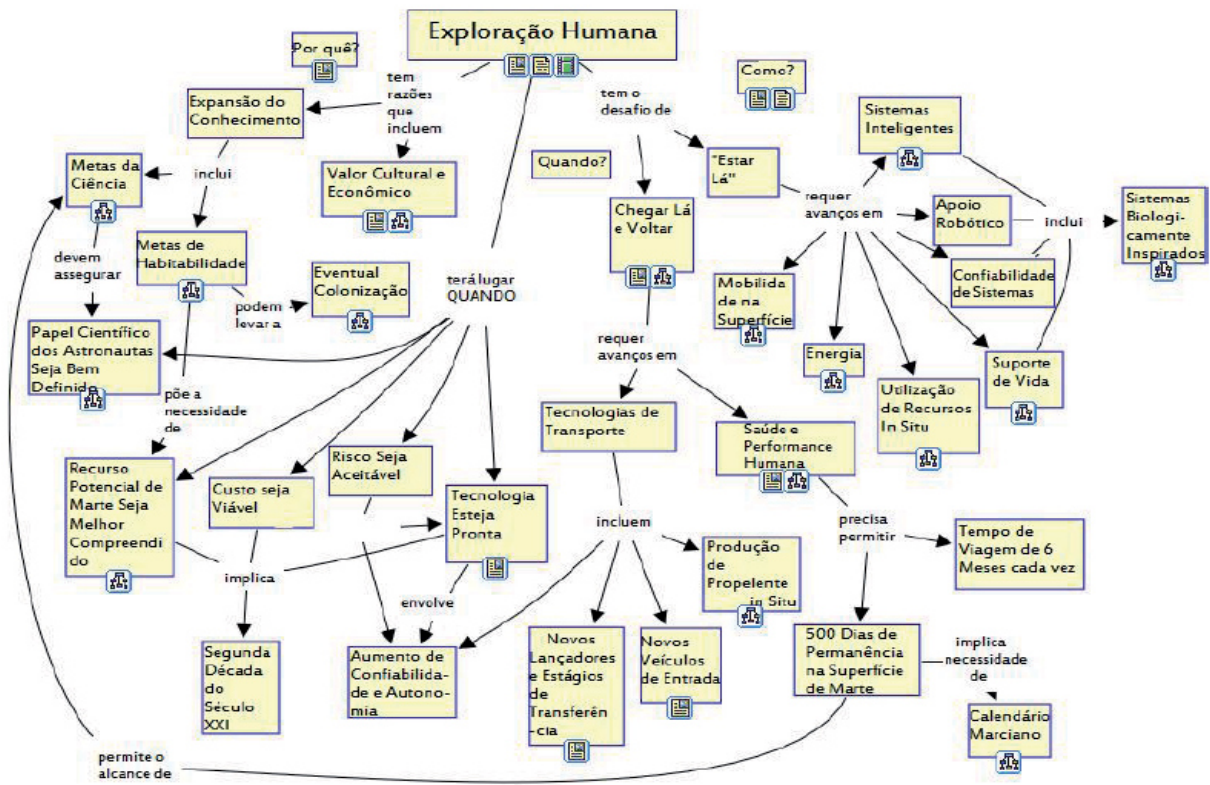 Exploração Humana
Por quê?
Como?
tem
razões
que
incluem
tem o
desafio de
Expansão do
Conhecimento
Sistemas
Inteligentes
Metas da
Ciência
inclui
Valor Cultural e
Econômico
Quando?
"Estar
Lá"
requer
avanços em
Apoio
Robótico
inclui
Sistemas
Biologi-
camente
Inspirados
Chegar Lá
e Voltar
devem
assegurar
Metas de
Habitabilidade
Eventual
Colonização
terá lugar
QUANDO
Mobilida
de na
Superfície
Confiabilidade
de Sistemas
podem
levar a
Papel Científico
dos Astronautas
Seja Bem
Definido
requer
avanços em
Energia
Suporte
de Vida
Utilização
de Recursos
In Situ
põe a
necessidade
de
Tecnologias de
Transporte
Saúde e
Performance
Humana
Recurso
Potencial de
Marte Seja
Melhor
Compreendi
do
Custo seja
Viável
Risco Seja
Aceitável
Tecnologia
Esteja
Pronta
incluem
precisa
permitir
Tempo de
Viagem de 6
Meses cada vez
Produção
de
Propelente
in Situ
implica
envolve
Segunda
Década
do
Século
XXI
Aumento de
Confiabilida-
de e Autono-
mia
Novos
Lançadores
e Estágios
de
Transferên
-cia
Novos
Veículos
de Entrada
500 Dias de
Permanência
na Superfície
de Marte
implica
necessidade
de
Calendário
Marciano
permite o
alcance de